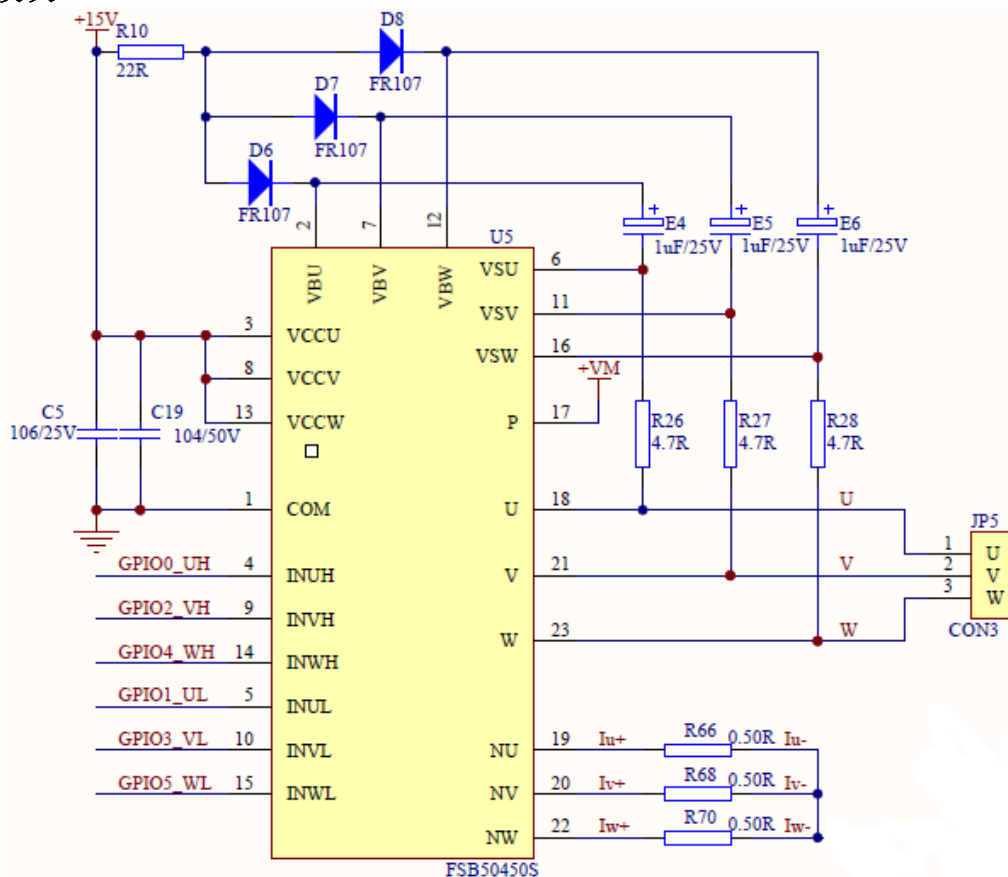 +15V
R10
22R
D8
FR107
D7
FR107
D6
FR107
2
7
12
U5
VBU
VBV
VBW
E4
1uF/25V
E5
1uF/25V
E6
1uF/25V
VSU 6
VSV 11
VSW 16
3 VCCU
8 VCCV
13 VCCW
+VM
P 17
C5
106/25V
C19
104/50V
R26
4.7R
R27
4.7R
R28
4.7R
1 COM
U 18 U
V 21 V
W 23 W
JP5
1 U
2 V
3 W
CON3
GPIO0_UH 4 INUH
GPIO2_VH 9 INVH
GPIO4_WH 14 INWH
GPIO1_UL 5 INUL
GPIO3_VL 10 INVL
GPIO5_WL 15 INWL
NU 19 Iu+ R66 0.50R Iu-
NV 20 Iv+ R68 0.50R Iv-
NW 22 Iw+ R70 0.50R Iw-
FSB50450S